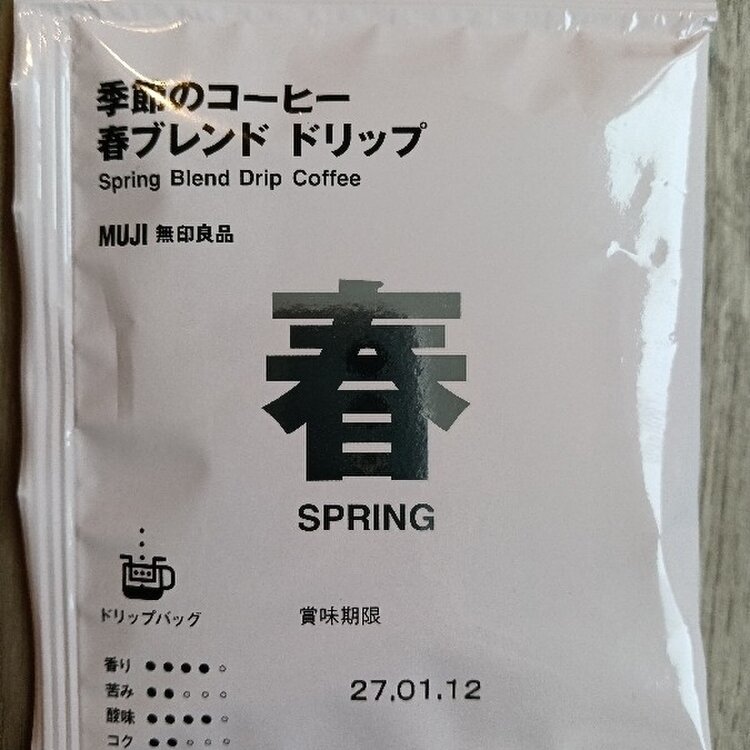 季節のコーヒー
春ブレンド ドリップ
Spring Blend Drip Coffee
MUJI 無印良品
春
SPRING
ドリップバッグ
賞味期限
27.01.12
香り ●●●●○
苦み ●●○○○
酸味 ●●●●○
コク ●●○○○